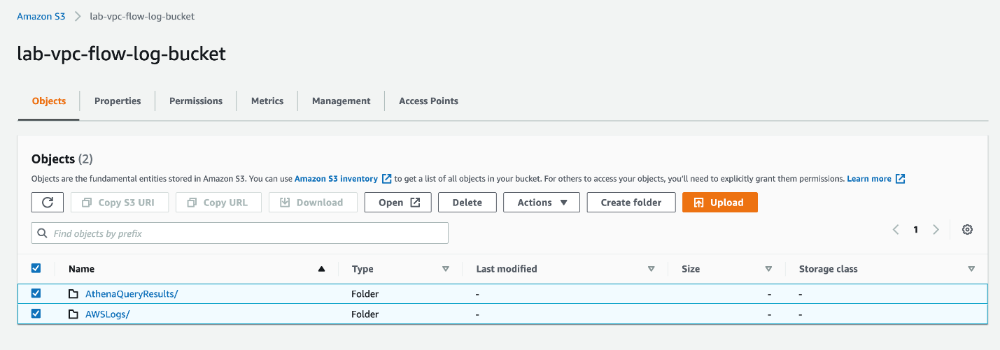 Amazon S3 > lab-vpc-flow-log-bucket
lab-vpc-flow-log-bucket
Objects Properties Permissions Metrics Management Access Points
Objects (2)
Objects are the fundamental entities stored in Amazon S3. You can use Amazon S3 inventory to get a list of all objects in your bucket. For others to access your objects, you'll need to explicitly grant them permissions. Learn more
Copy S3 URI Copy URL Download Open Delete Actions Create folder Upload
Find objects by prefix 1
Name Type Last modified Size Storage class
AthenaQueryResults/ Folder - - -
AWSLogs/ Folder - - -